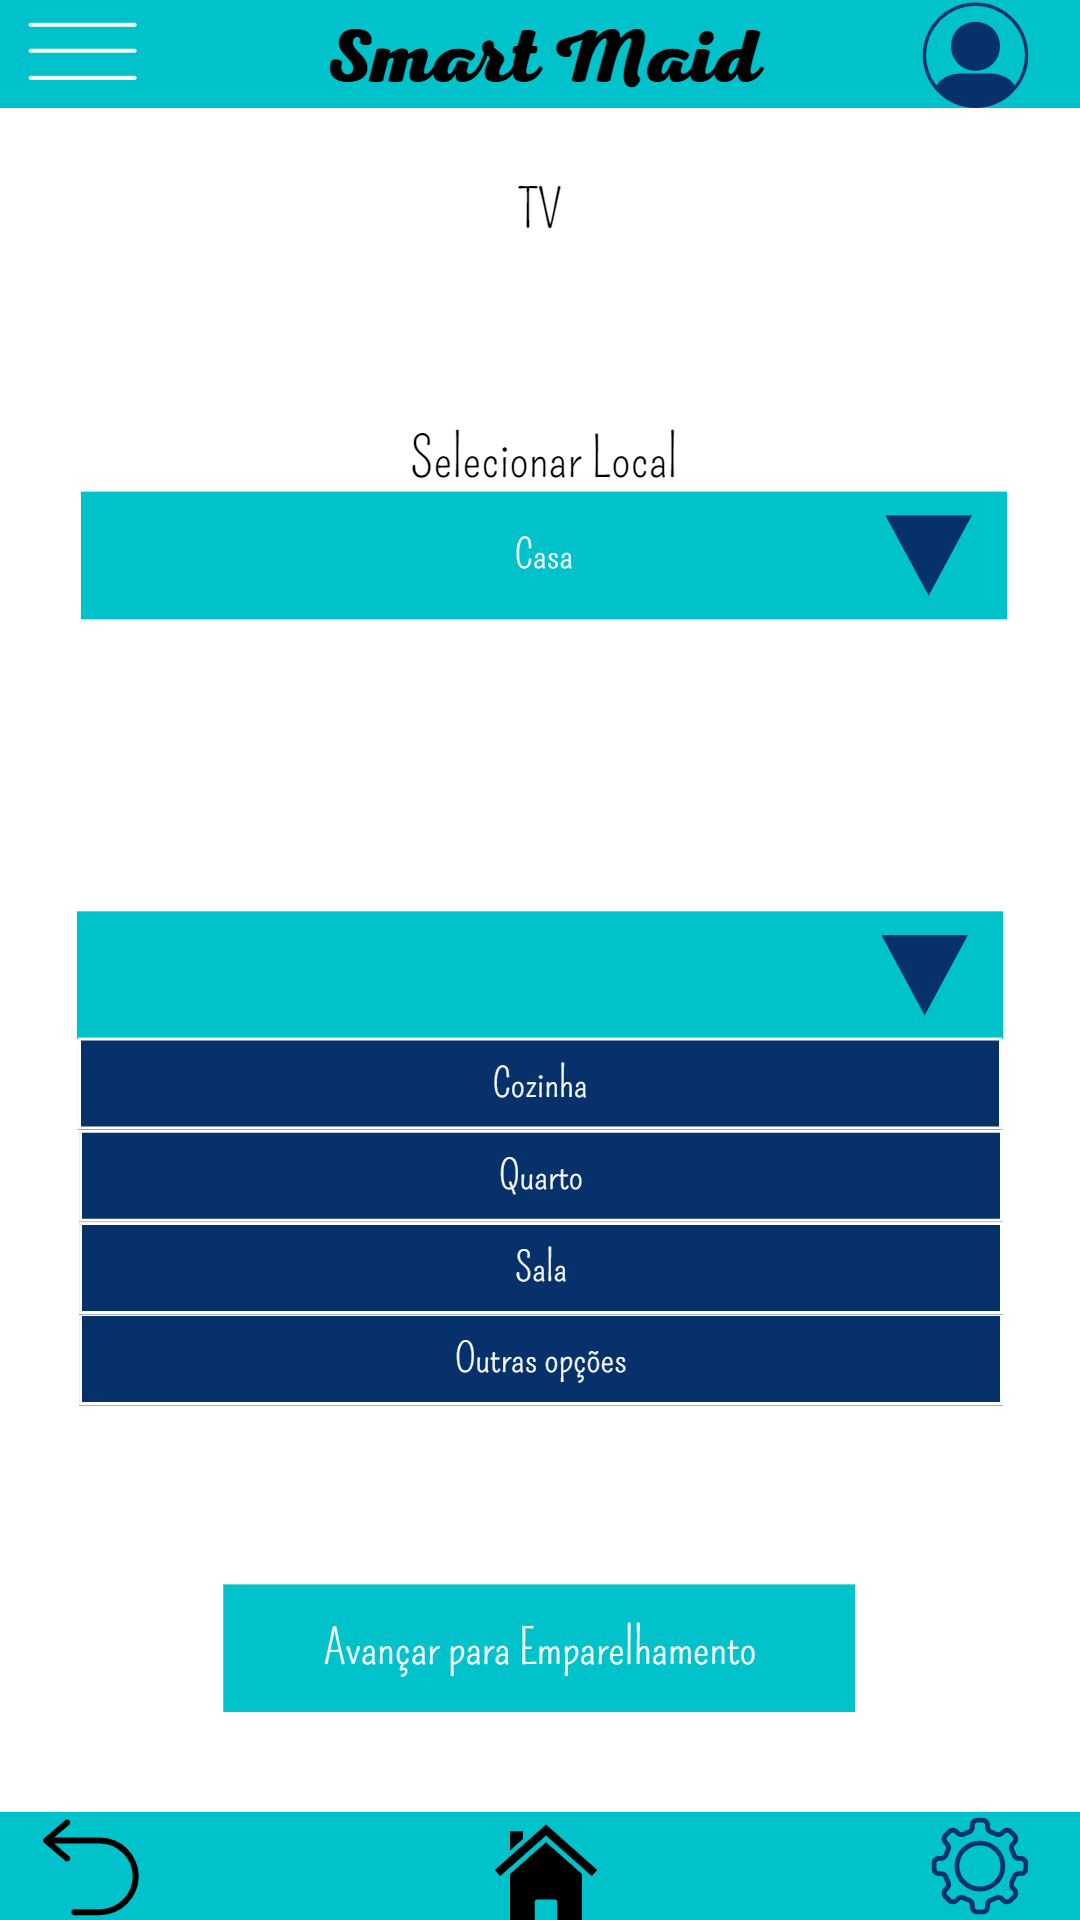 Smart Maid
TV
Selecionar Local
Casa
Cozinha
Quarto
Sala
Outras opções
Avançar para Emparelhamento